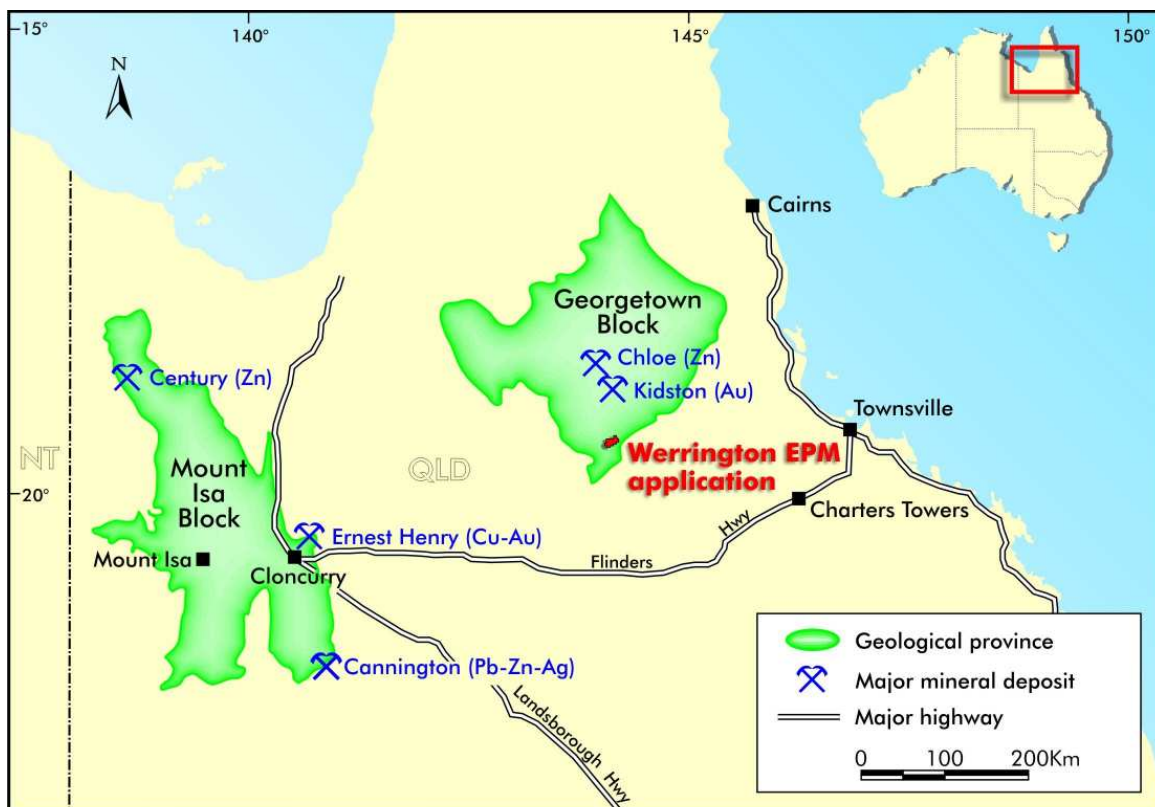 140°
145°
150°
15°
N
Cairns
Georgetown
Block
Chloe (Zn)
Kidston (Au)
Century (Zn)
Townsville
Werrington EPM
application
NT
QLD
Mount
Isa
Block
20°
Charters Towers
Hwy
Ernest Henry (Cu-Au)
Flinders
Mount Isa
Cloncurry
Cannington (Pb-Zn-Ag)
Landsborough Hwy
Geological province
Major mineral deposit
Major highway
0 100 200Km